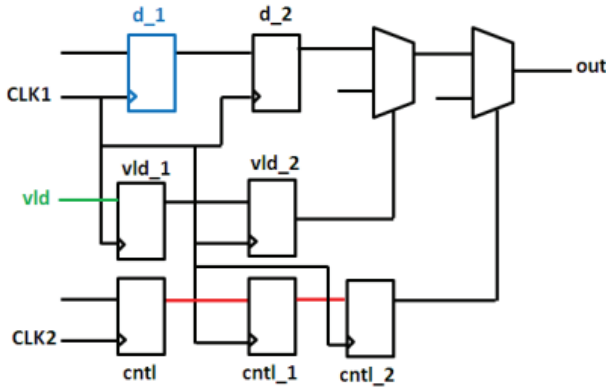 d_1
d_2
CLK1
out
vld_1
vld_2
vld
CLK2
cntl
cntl_1
cntl_2